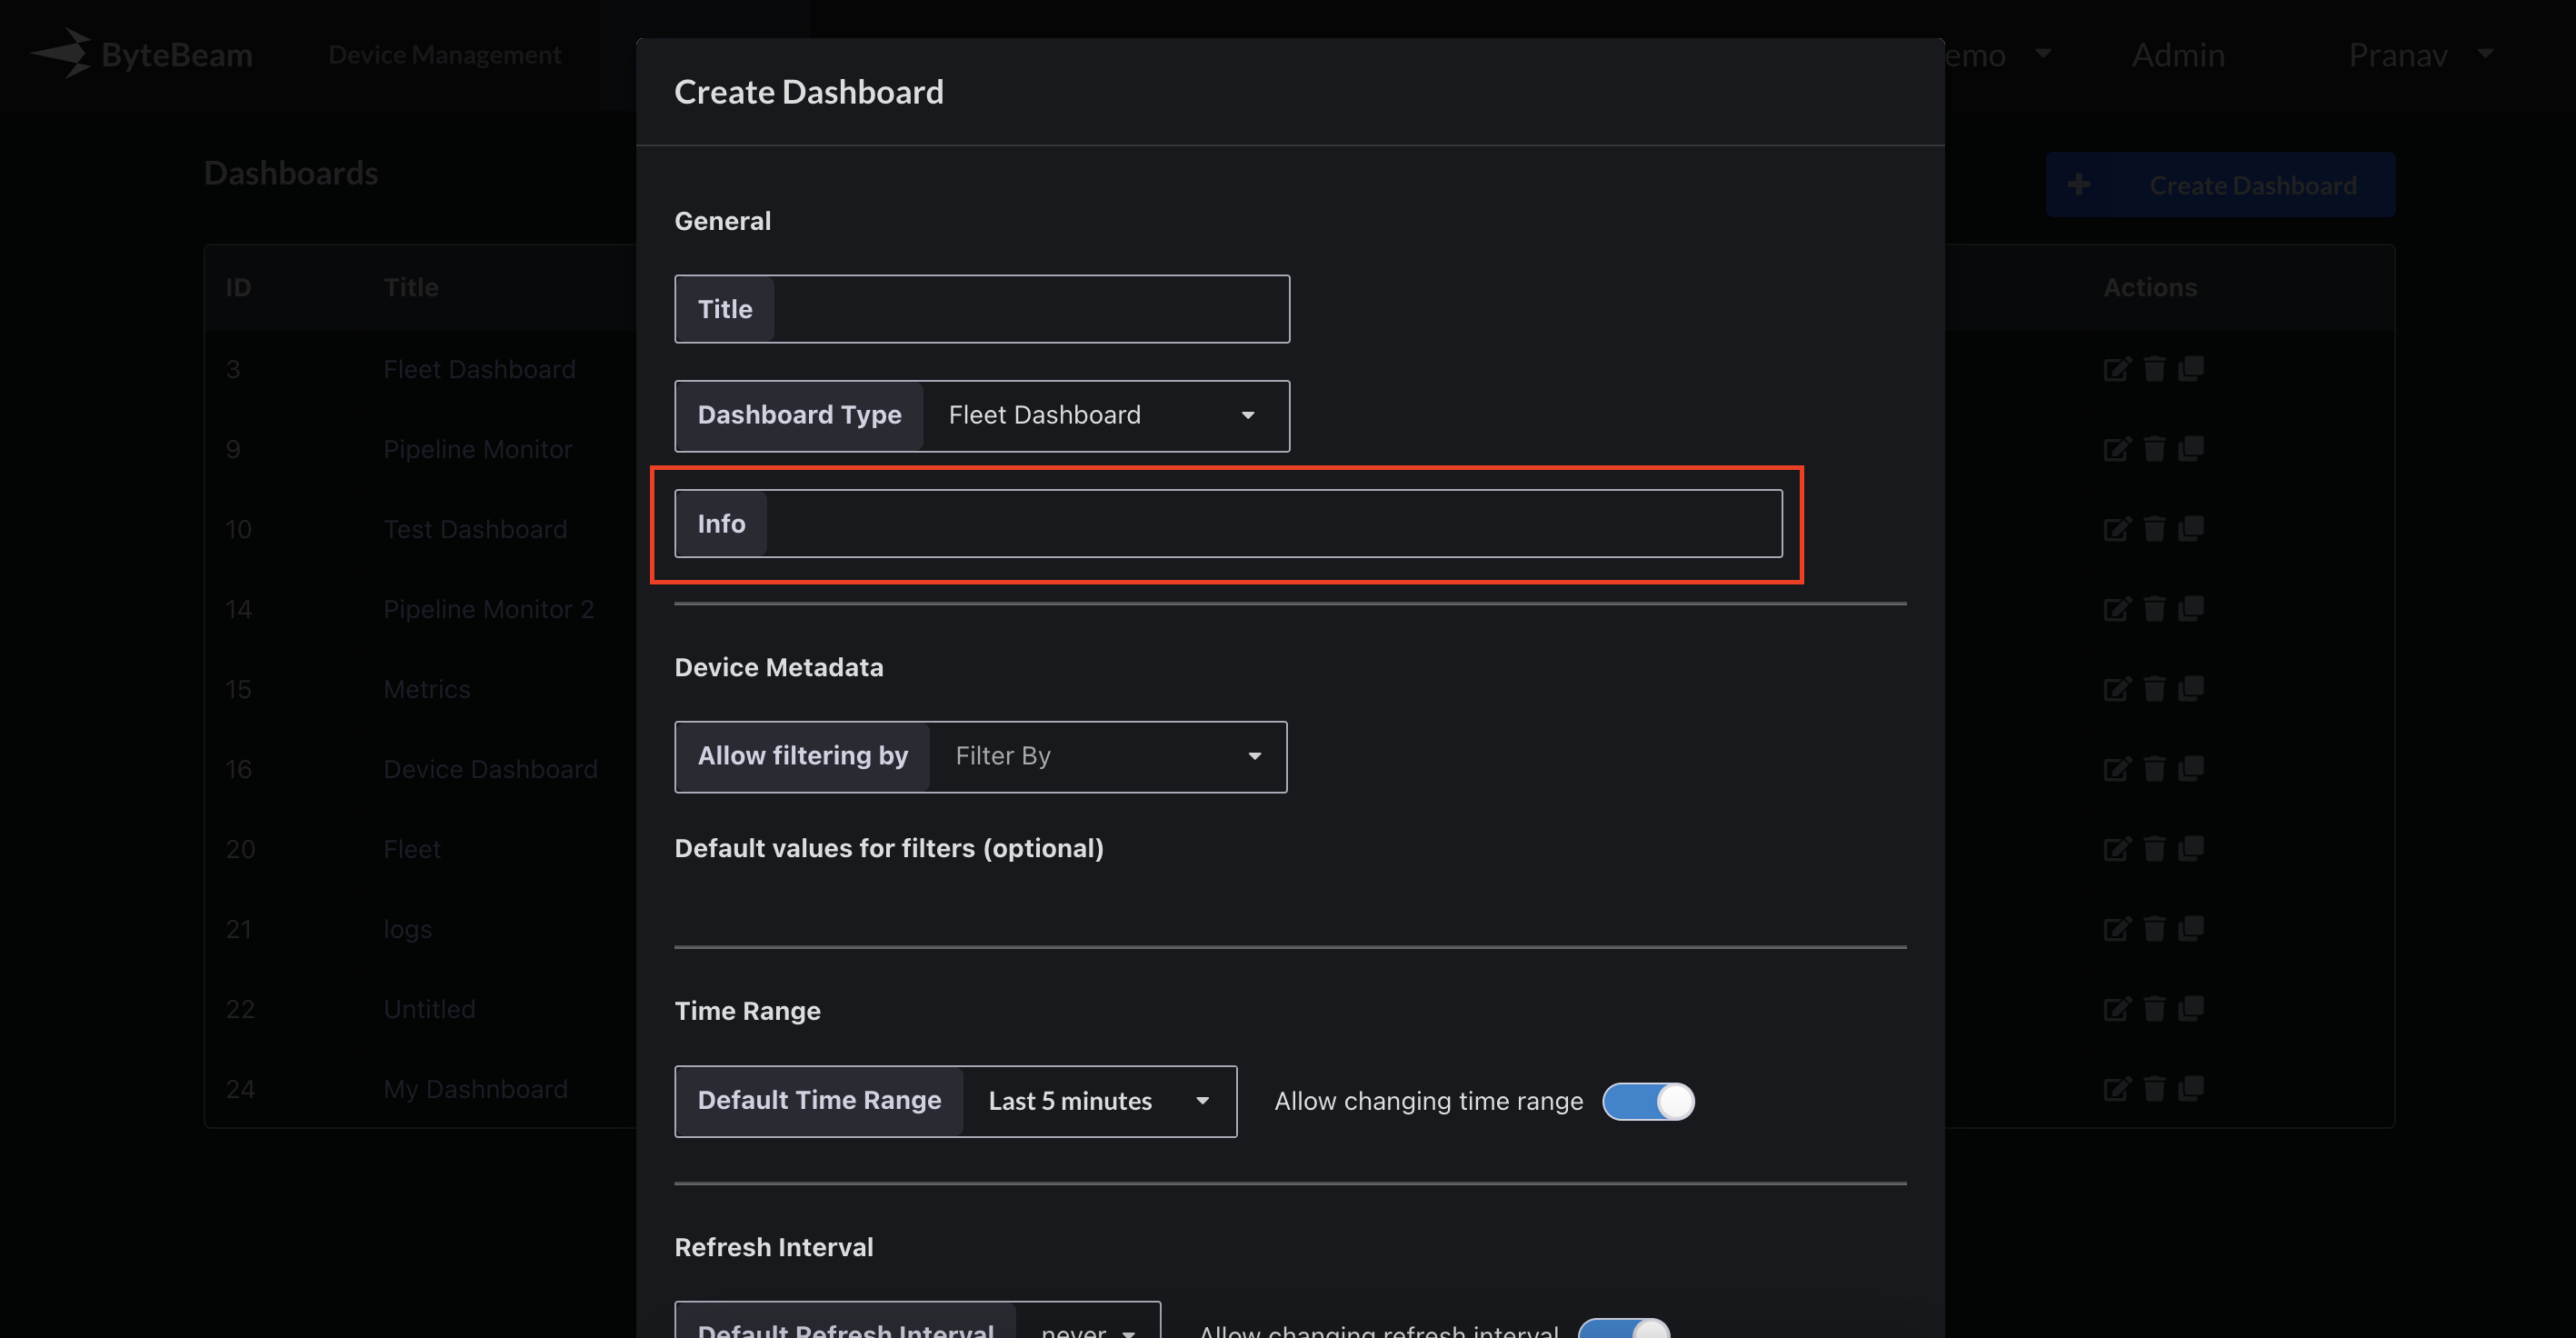 ByteBeam Device Management emo Admin Pranav
Create Dashboard
Dashboards
Create Dashboard
General
ID Title Actions
Title
3 Fleet Dashboard
Dashboard Type Fleet Dashboard
9 Pipeline Monitor
Info
10 Test Dashboard
14 Pipeline Monitor 2
Device Metadata
15 Metrics
Allow filtering by Filter By
16 Device Dashboard
Default values for filters (optional)
20 Fleet
21 logs
Time Range
22 Untitled
Default Time Range Last 5 minutes Allow changing time range
24 My Dashnboard
Refresh Interval
Default Refresh Interval never Allow changing refresh interval